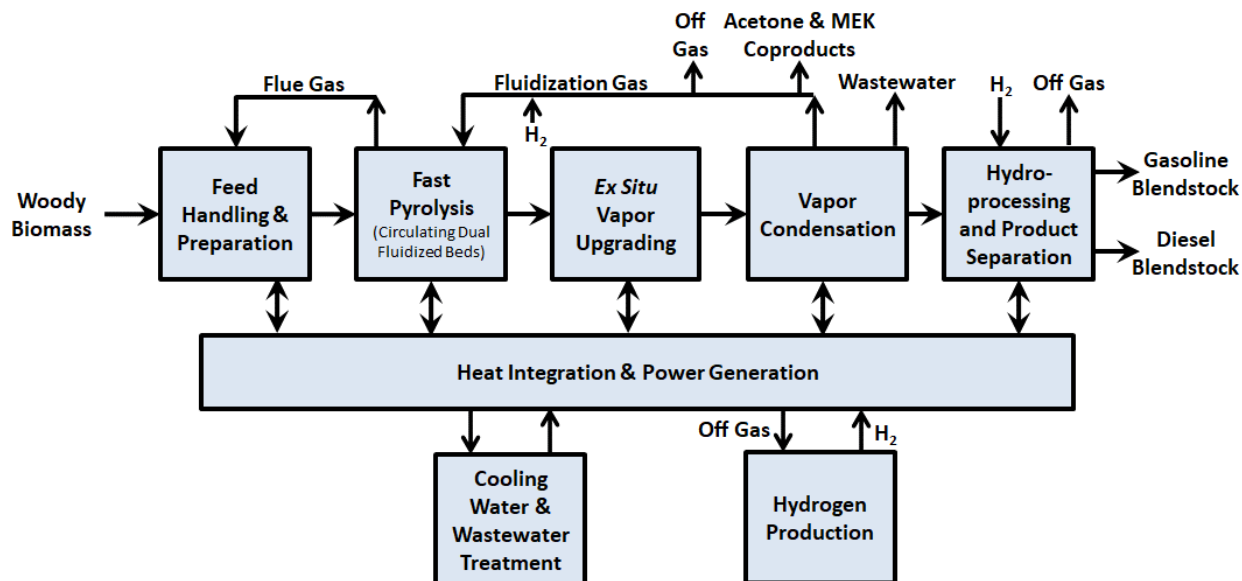 Off
Gas
Acetone & MEK
Coproducts
Flue Gas
Fluidization Gas
Wastewater
H₂
Off Gas
H₂
Woody
Biomass
Feed
Handling &
Preparation
Fast
Pyrolysis
(Circulating Dual
Fluidized Beds)
Ex Situ
Vapor
Upgrading
Vapor
Condensation
Hydro-
processing
and Product
Separation
Gasoline
Blendstock
Diesel
Blendstock
Heat Integration & Power Generation
Off Gas
H₂
Cooling
Water &
Wastewater
Treatment
Hydrogen
Production